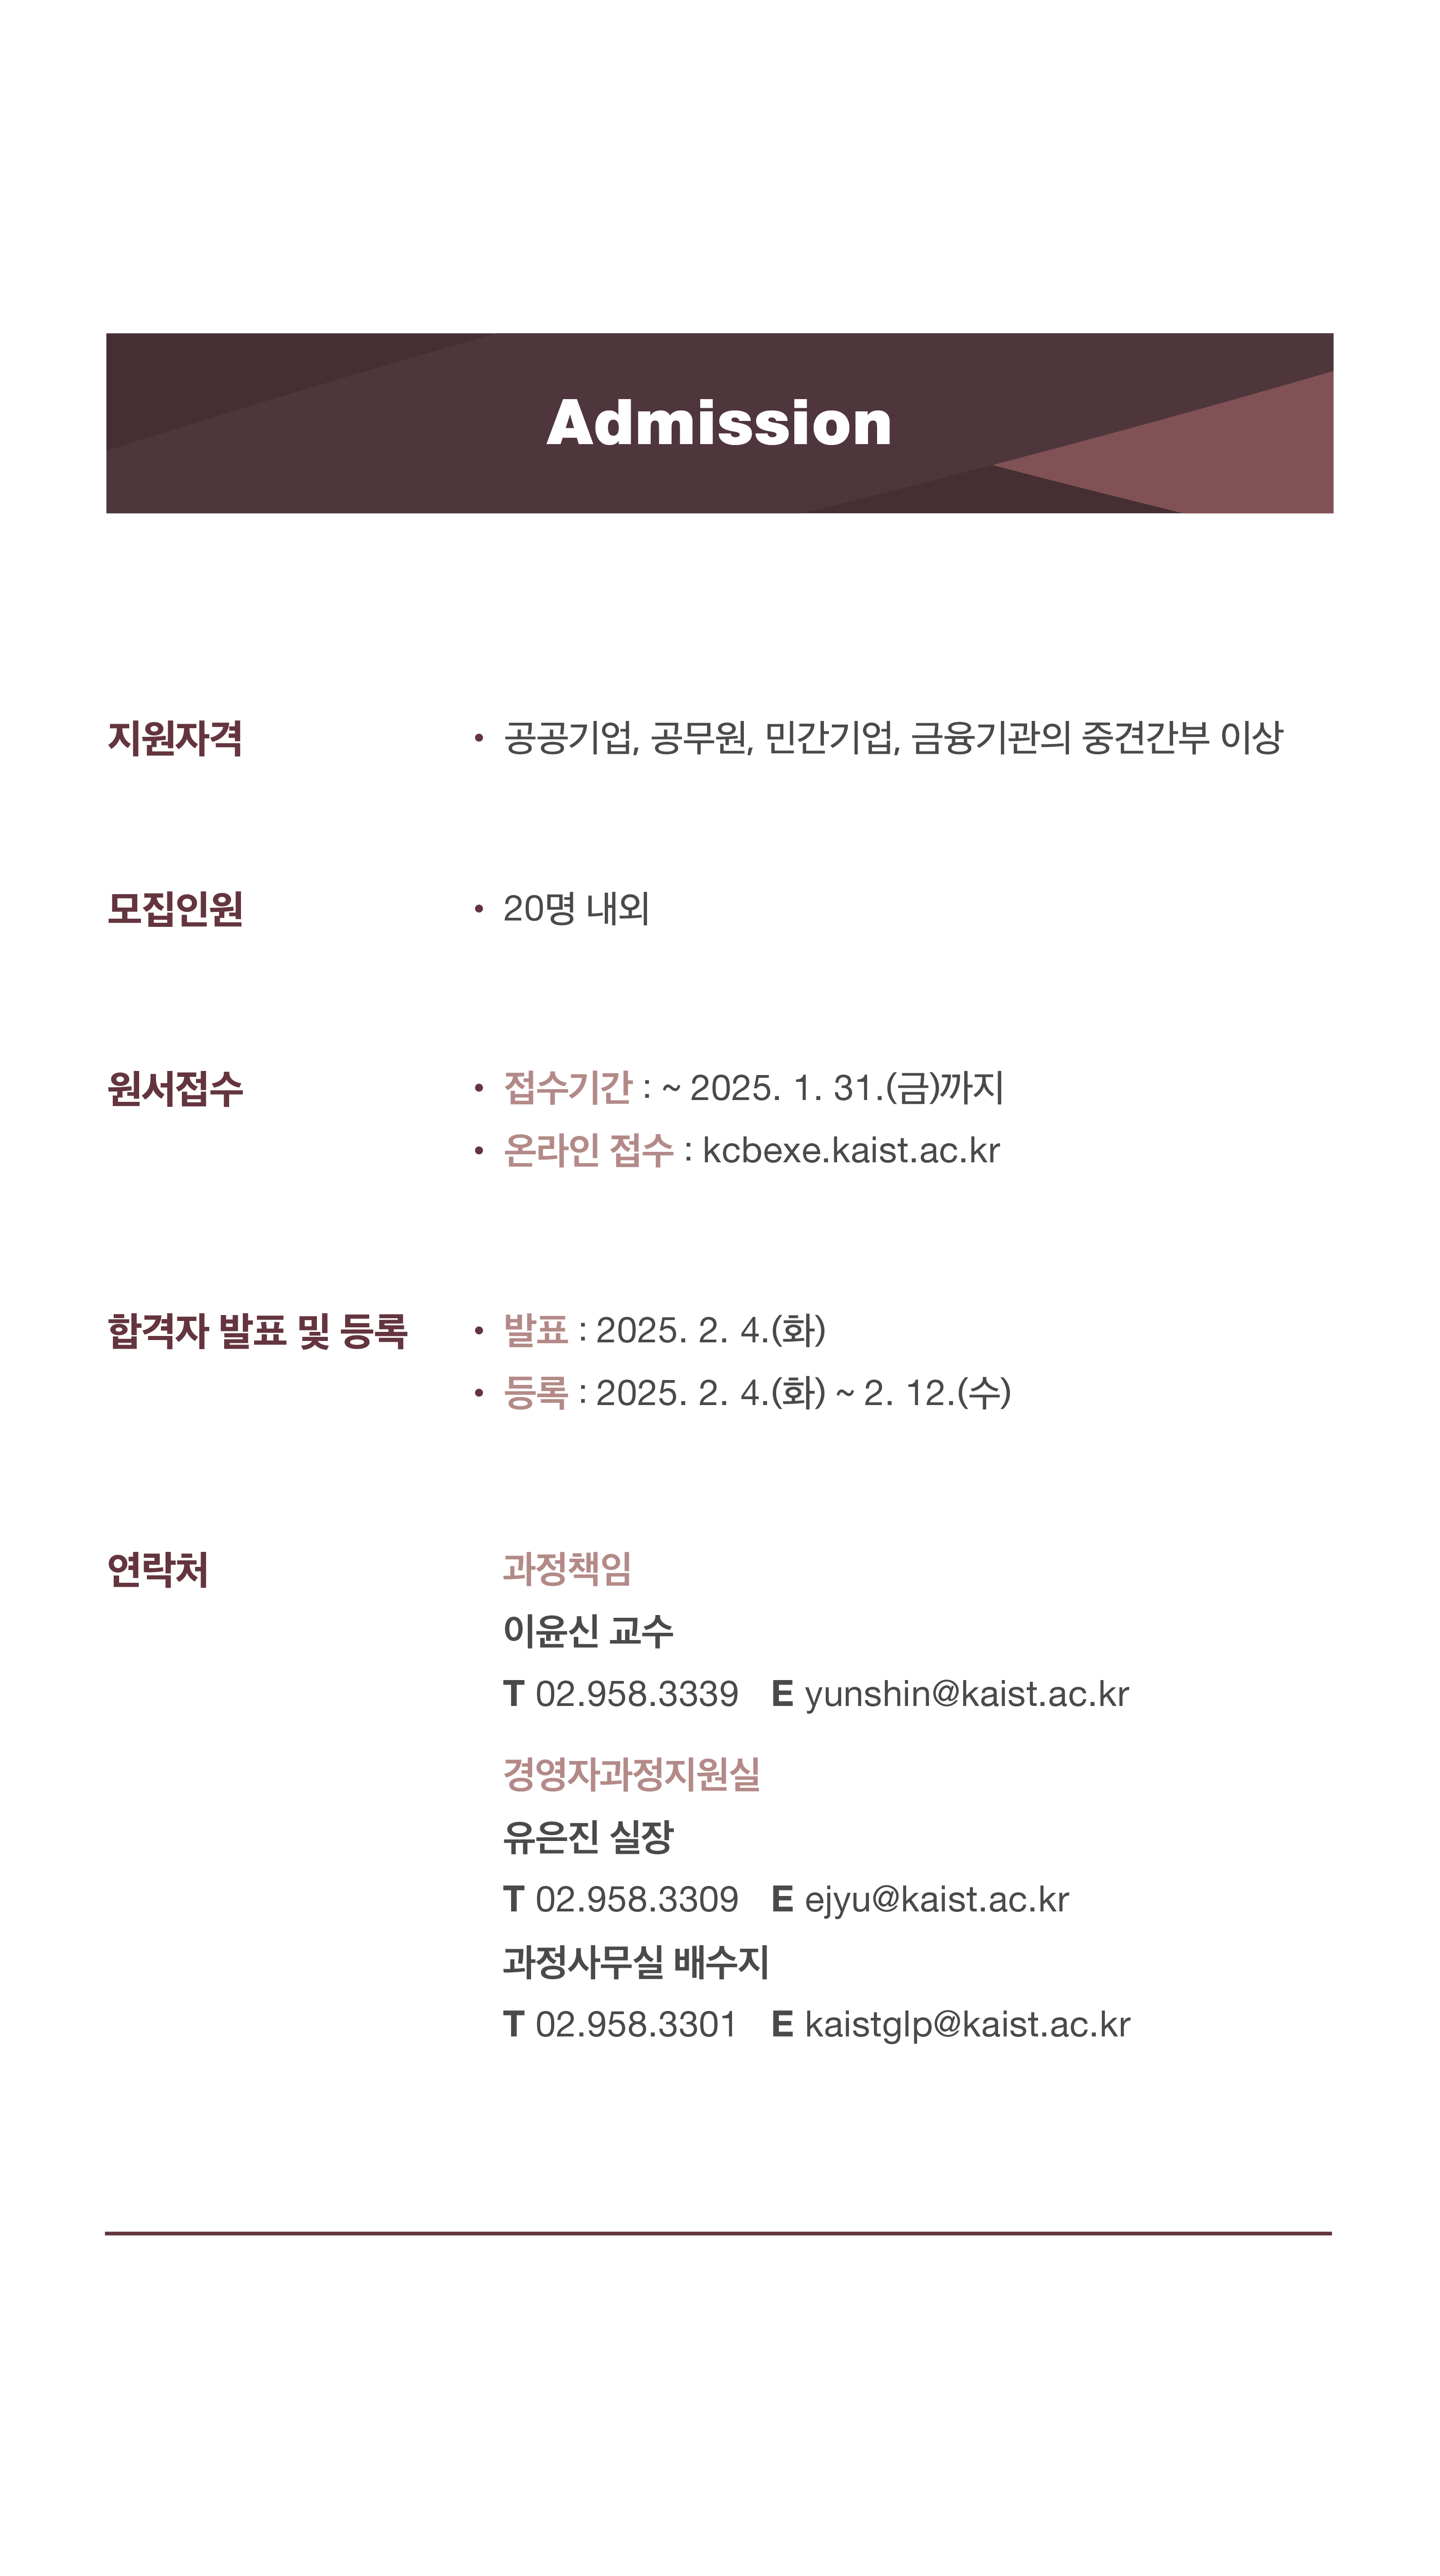 Admission
지원자격
• 공공기업, 공무원, 민간기업, 금융기관의 중견간부 이상
모집인원
• 20명 내외
원서접수
• 접수기간 : ~ 2025. 1. 31.(금)까지
• 온라인 접수 : kcbexe.kaist.ac.kr
합격자 발표 및 등록
• 발표 : 2025. 2. 4.(화)
• 등록 : 2025. 2. 4.(화) ~ 2. 12.(수)
연락처
과정책임
이윤신 교수
T 02.958.3339 E yunshin@kaist.ac.kr
경영자과정지원실
유은진 실장
T 02.958.3309 E ejyu@kaist.ac.kr
과정사무실 배수지
T 02.958.3301 E kaistglp@kaist.ac.kr